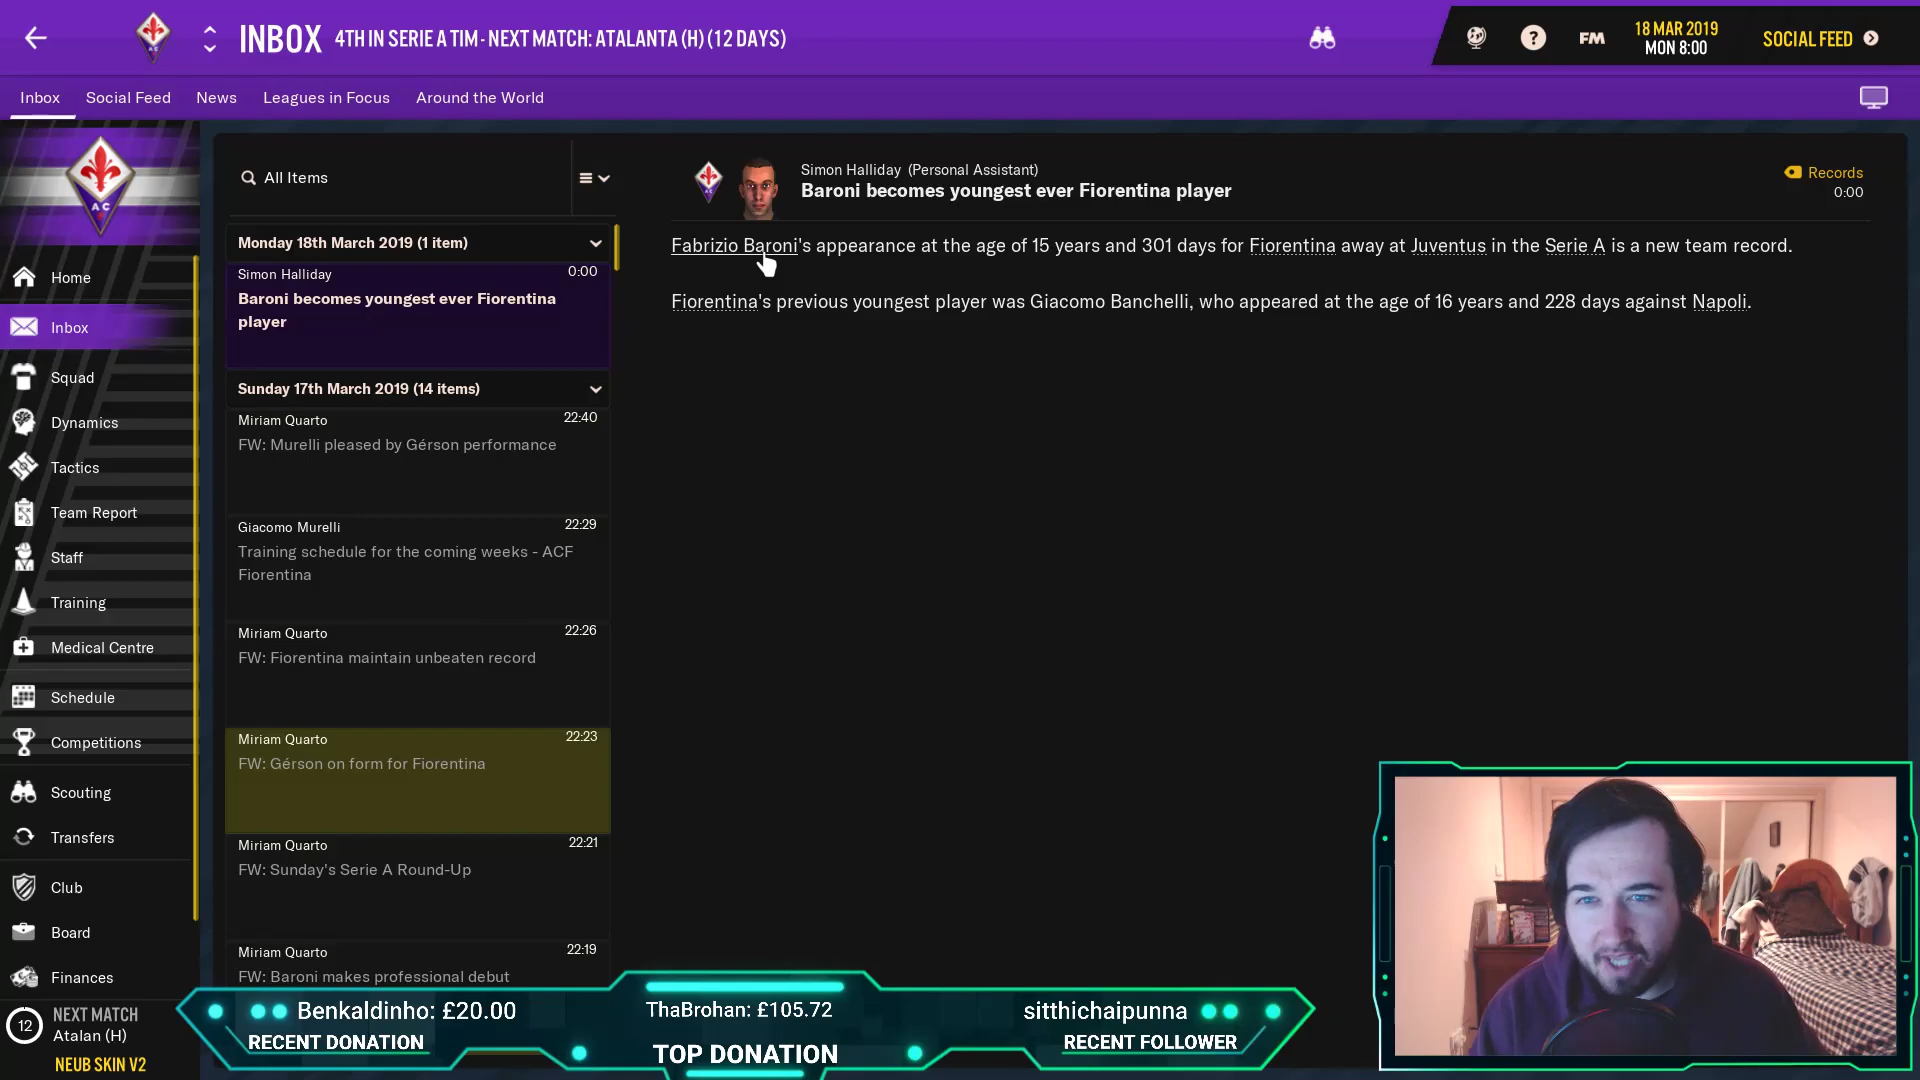 INBOX
4TH IN SERIE A TIM - NEXT MATCH: ATALANTA (H) (12 DAYS)
FM
18 MAR 2019
MON 8:00
SOCIAL FEED
Inbox
Social Feed
News
Leagues in Focus
Around the World
A C
Home
Inbox
Squad
Dynamics
Tactics
Team Report
Staff
Training
Medical Centre
Schedule
Competitions
Scouting
Transfers
Club
Board
Finances
12
NEXT MATCH
Atalan (H)
NEUB SKIN V2
All Items
Monday 18th March 2019 (1 item)
Simon Halliday
0:00
Baroni becomes youngest ever Fiorentina
player
Sunday 17th March 2019 (14 items)
Miriam Quarto
22:40
FW: Murelli pleased by Gérson performance
Giacomo Murelli
22:29
Training schedule for the coming weeks - ACF
Fiorentina
Miriam Quarto
22:26
FW: Fiorentina maintain unbeaten record
Miriam Quarto
22:23
FW: Gérson on form for Fiorentina
Miriam Quarto
22:21
FW: Sunday's Serie A Round-Up
Miriam Quarto
22:19
FW: Baroni makes professional debut
Simon Halliday (Personal Assistant)
Baroni becomes youngest ever Fiorentina player
Records
0:00
Fabrizio Baroni's appearance at the age of 15 years and 301 days for Fiorentina away at Juventus in the Serie A is a new team record.
Fiorentina's previous youngest player was Giacomo Banchelli, who appeared at the age of 16 years and 228 days against Napoli.
Benkaldinho: £20.00
RECENT DONATION
ThaBrohan: £105.72
TOP DONATION
sitthichaipunna
RECENT FOLLOWER